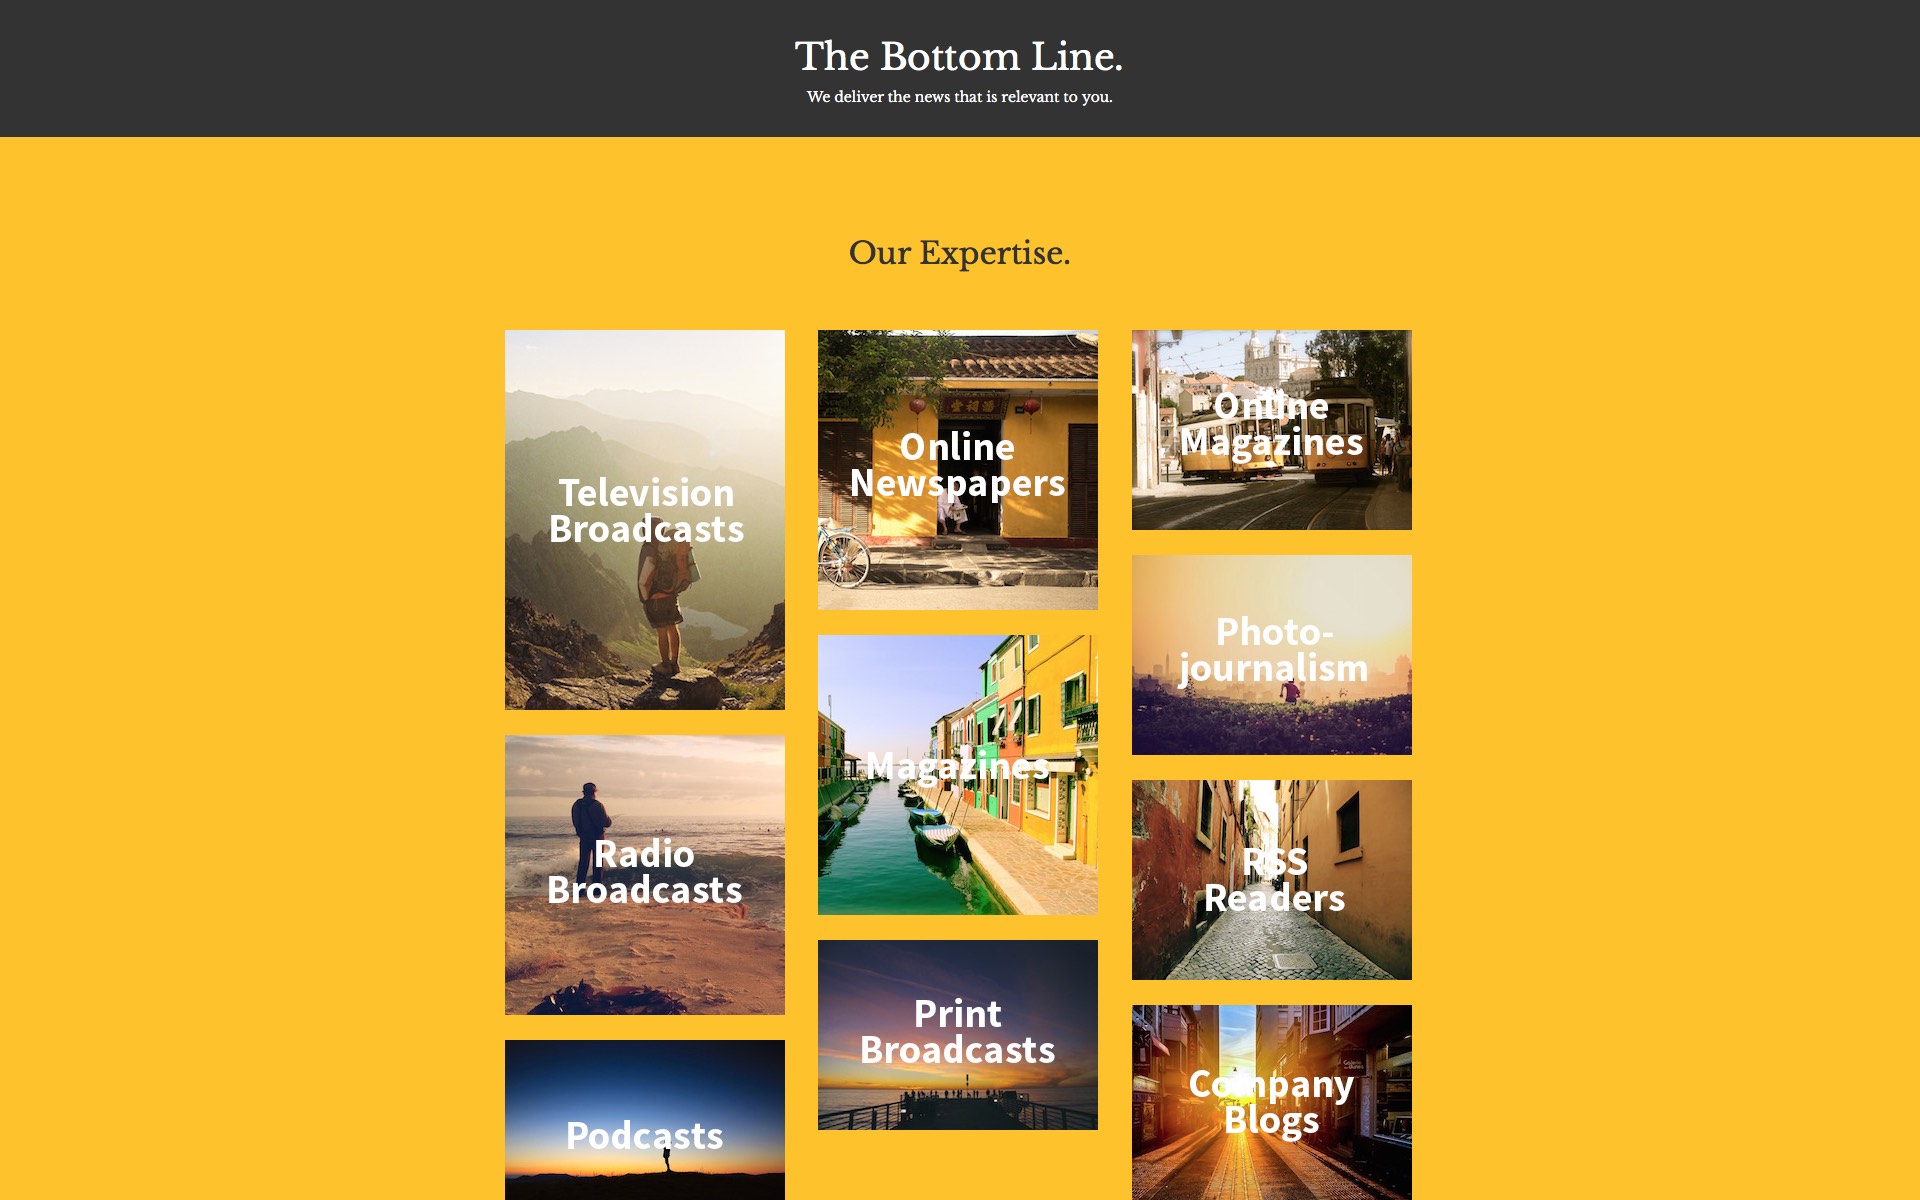 The Bottom Line.
We deliver the news that is relevant to you.
Our Expertise.
Television
Broadcasts
Radio
Broadcasts
Podcasts
Online
Newspapers
Magazines
Print
Broadcasts
Online
Magazines
Photo-
journalism
RSS
Readers
Company
Blogs